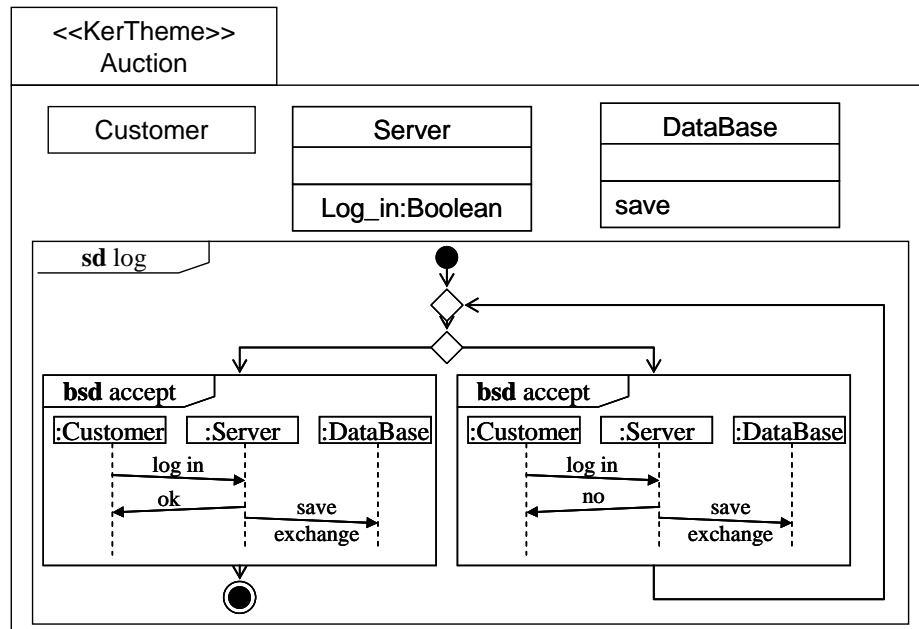 <<KerTheme>>
Auction
Customer
Server
DataBase
Log_in:Boolean
save
sd log
bsd accept
:Customer
:Server
:DataBase
log in
ok
save
exchange
bsd accept
:Customer
:Server
:DataBase
log in
no
save
exchange